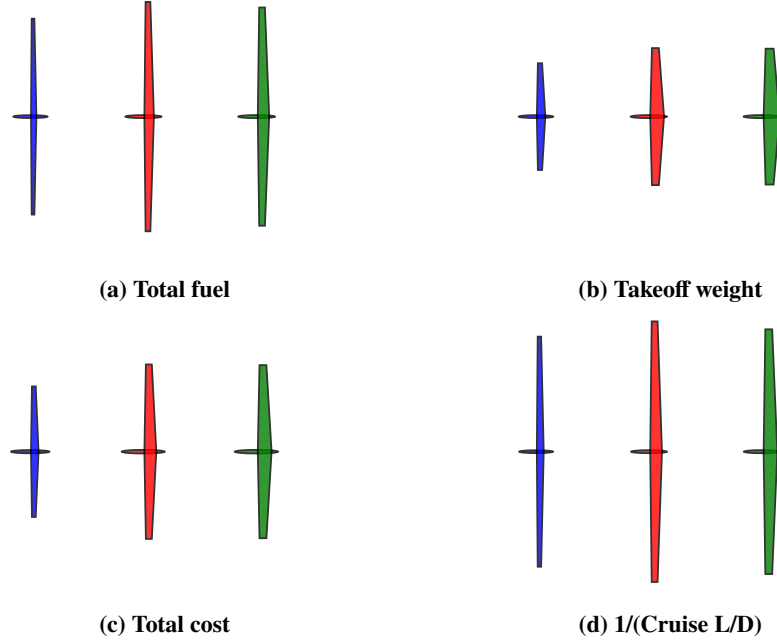 (a) Total fuel
(b) Takeoff weight
(c) Total cost
(d) 1/(Cruise L/D)